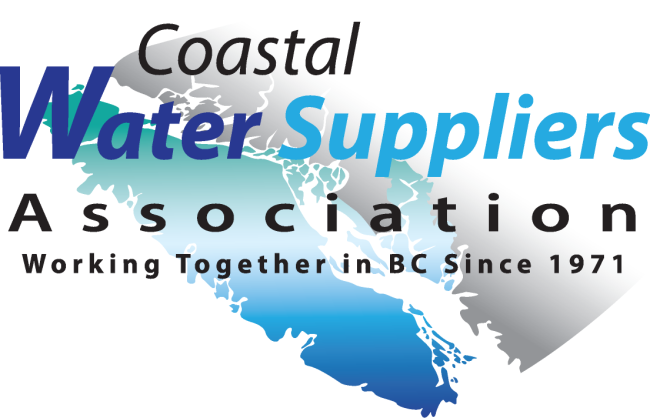 Coastal
Water Suppliers
Association
Working Together in BC Since 1971